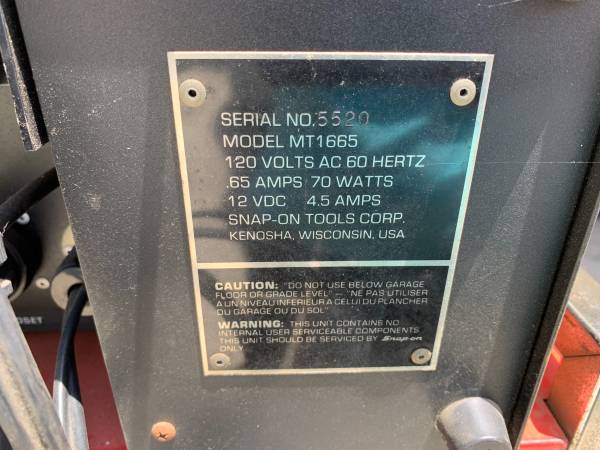 SERIAL NO. 5520
MODEL MT1665
120 VOLTS AC 60 HERTZ
.65 AMPS 70 WATTS
12 VDC 4.5 AMPS
SNAP-ON TOOLS CORP.
KENOSHA, WISCONSIN, USA
CAUTION: "DO NOT USE BELOW GARAGE
FLOOR OR GRADE LEVEL" — "NE PAS UTILISER
A UN NIVEAU INFERIEUR A CELUI DU PLANCHER
DU GARAGE OU DU SOL"
WARNING: THIS UNIT CONTAINS NO
INTERNAL USER SERVICEABLE COMPONENTS
THIS UNIT SHOULD BE SERVICED BY Snap-on
ONLY